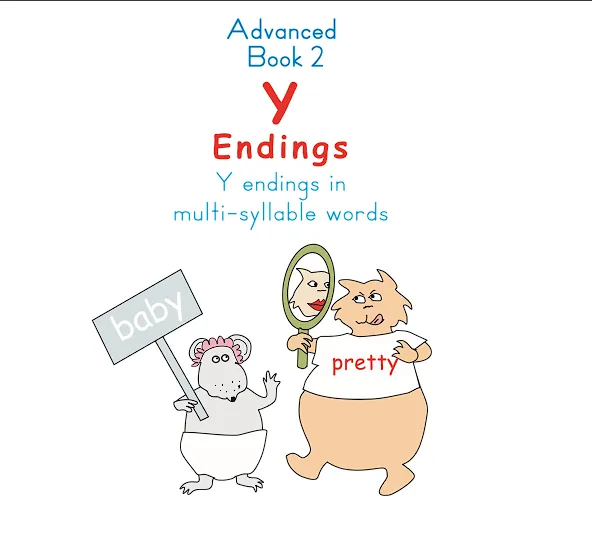 Advanced
Book 2
Y
Endings
Y endings in
multi-syllable words
baby
pretty